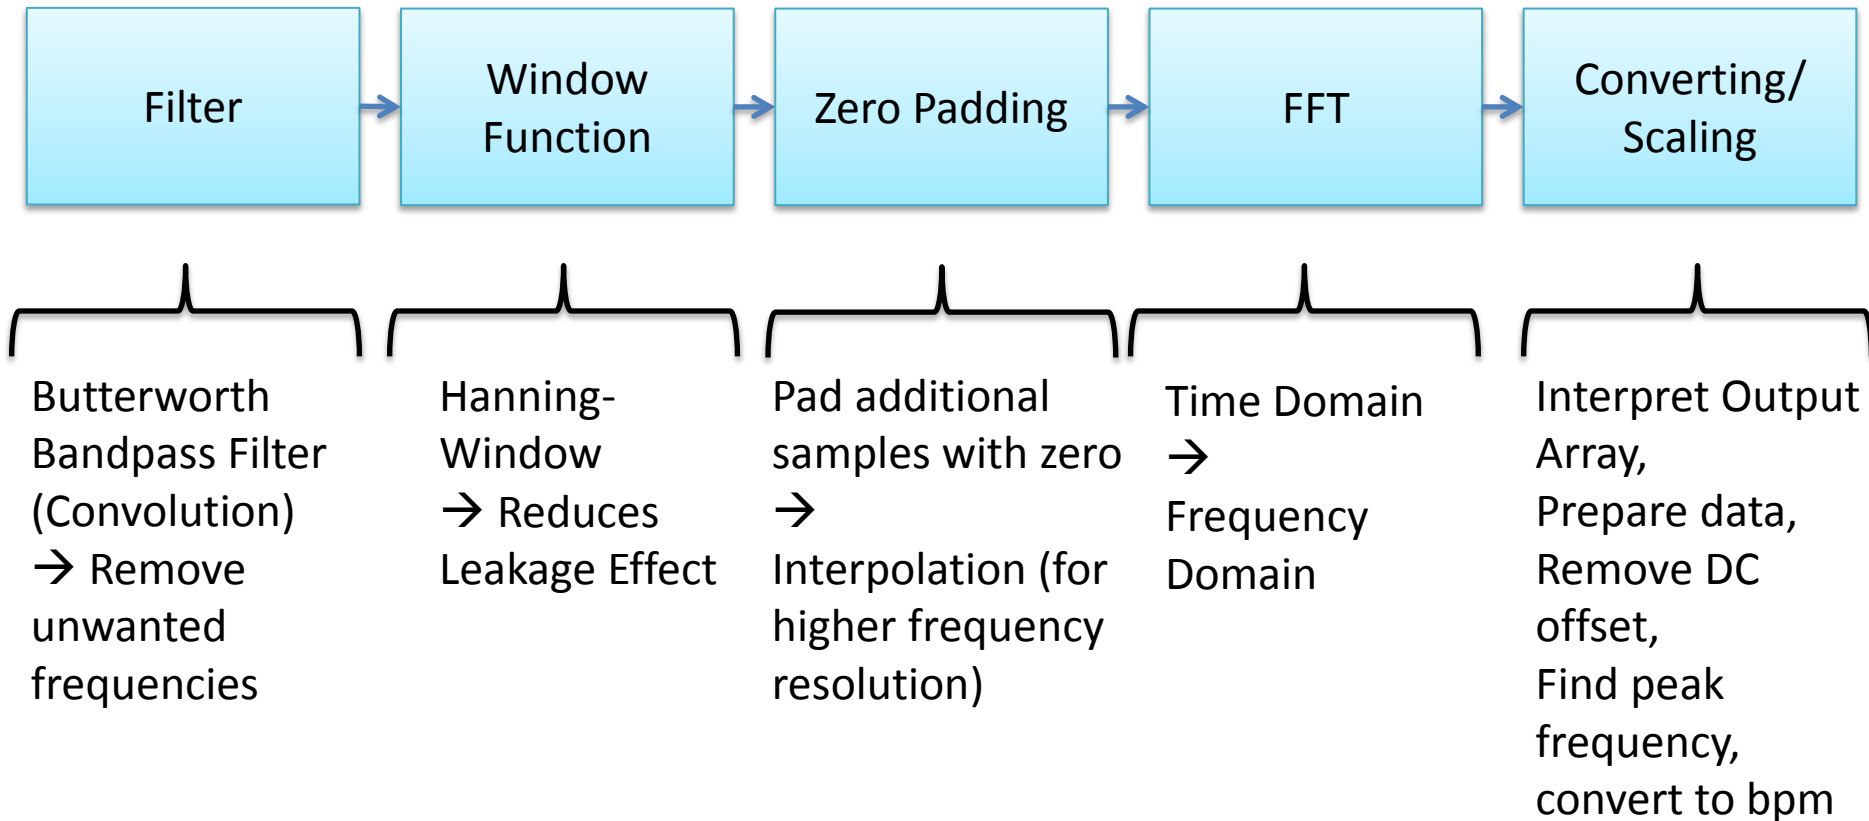 Filter
Window
Function
Zero Padding
FFT
Converting/
Scaling
Butterworth
Bandpass Filter
(Convolution)
→ Remove
unwanted
frequencies
Hanning-
Window
→ Reduces
Leakage Effect
Pad additional
samples with zero
→
Interpolation (for
higher frequency
resolution)
Time Domain
→
Frequency
Domain
Interpret Output
Array,
Prepare data,
Remove DC
offset,
Find peak
frequency,
convert to bpm